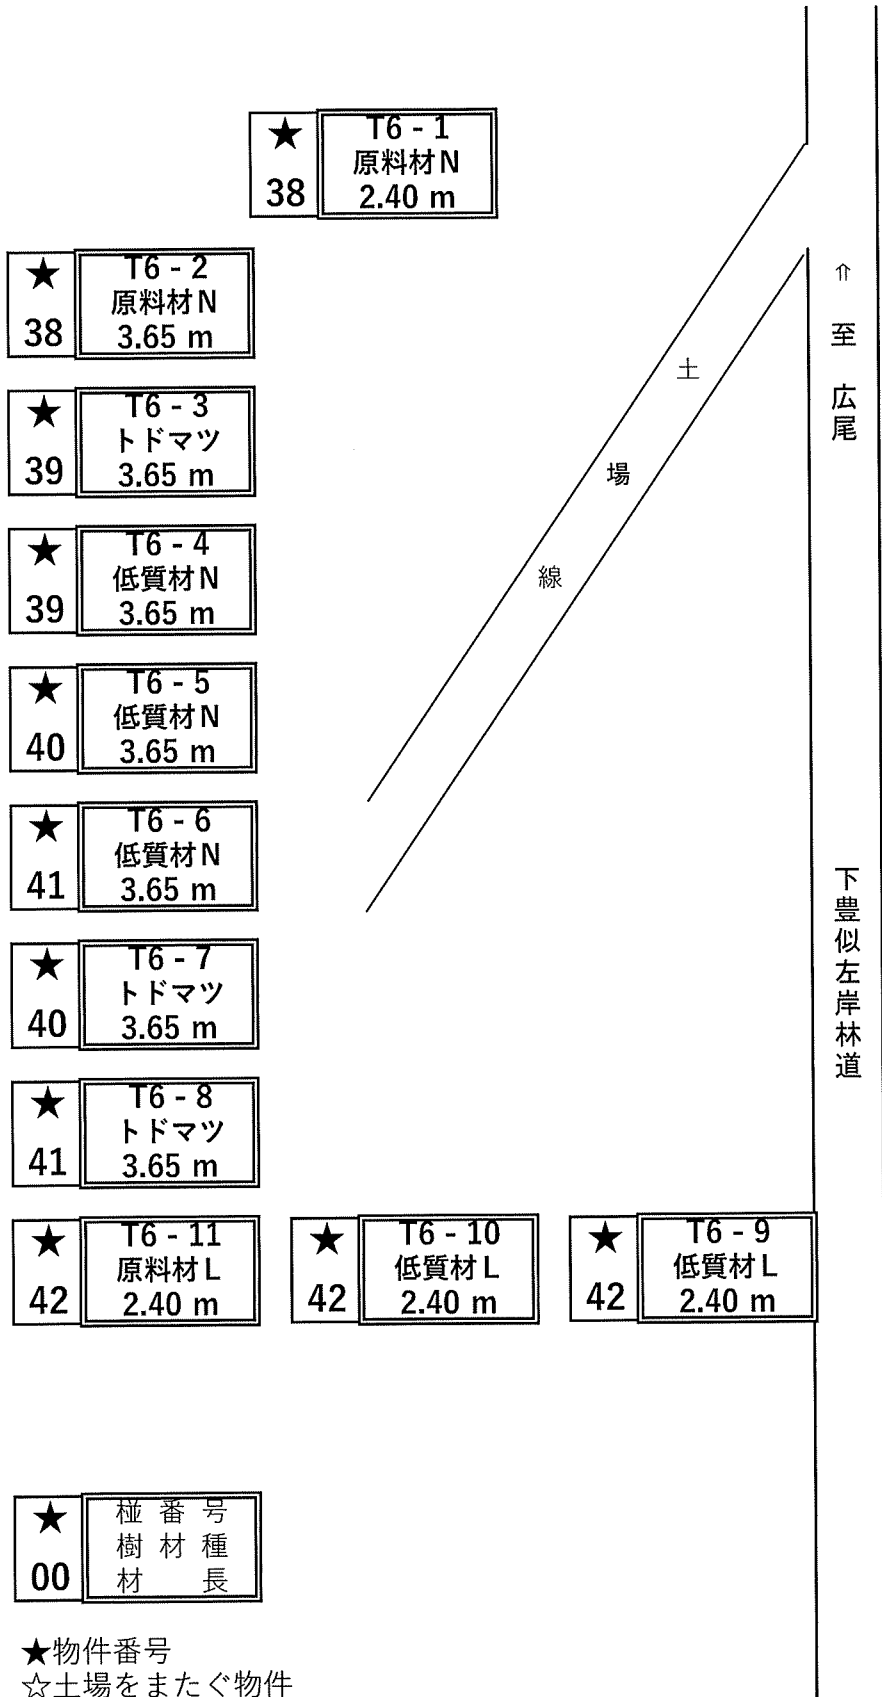 ★ 38
T6 - 1
原料材N
2.40 m
★ 38
T6 - 2
原料材N
3.65 m
★ 39
T6 - 3
トドマツ
3.65 m
★ 39
T6 - 4
低質材N
3.65 m
★ 40
T6 - 5
低質材N
3.65 m
★ 41
T6 - 6
低質材N
3.65 m
★ 40
T6 - 7
トドマツ
3.65 m
★ 41
T6 - 8
トドマツ
3.65 m
★ 42
T6 - 11
原料材L
2.40 m
★ 42
T6 - 10
低質材L
2.40 m
★ 42
T6 - 9
低質材L
2.40 m
土場線
⇑ 至 広尾
下豊似左岸林道
★ 00
椪 番 号
樹 材 種
材 長
★物件番号
☆土場をまたぐ物件